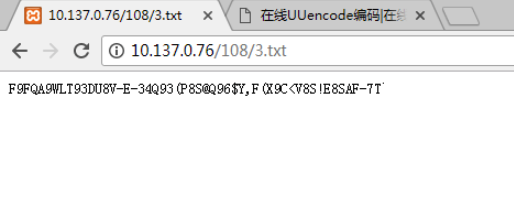 10.137.0.76/108/3.txt
在线UUencode编码|在
10.137.0.76/108/3.txt
F9FQA9WLT93DU8V-E-34Q93(P8S@Q96$Y,F(X9C<V8S!E8SAF-7T`